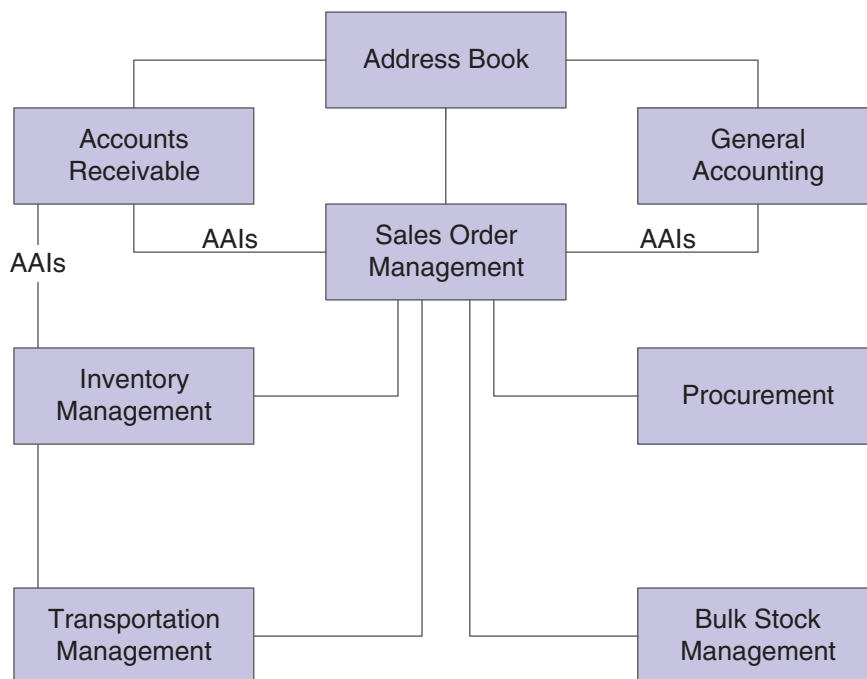 Address Book
Accounts
Receivable
General
Accounting
AAIs
Sales Order
Management
AAIs
AAIs
Inventory
Management
Procurement
Transportation
Management
Bulk Stock
Management